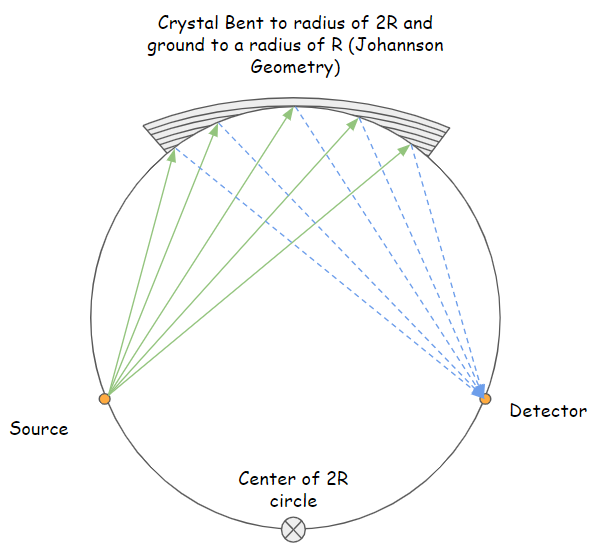 Crystal Bent to radius of 2R and
ground to a radius of R (Johannson
Geometry)
Source
Detector
Center of 2R
circle